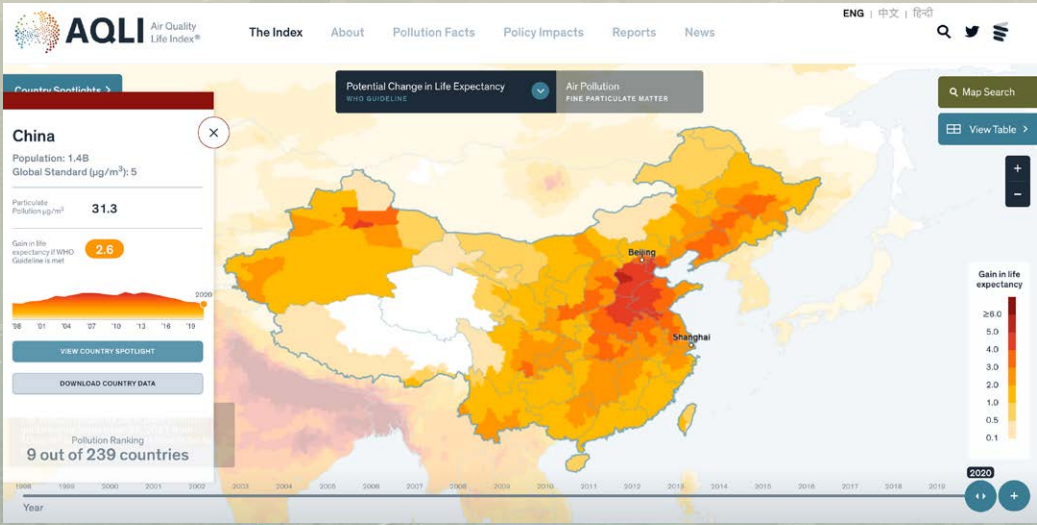 ENG | 中文 | हिन्दी
AQLI Air Quality
Life Index®
The Index About Pollution Facts Policy Impacts Reports News
Country Spotlights >
Potential Change in Life Expectancy
WHO GUIDELINE
Air Pollution
FINE PARTICULATE MATTER
Map Search
View Table >
+
−
China
Population: 1.4B
Global Standard (µg/m³): 5
Particulate
Pollution µg/m³
31.3
Gain in life
expectancy if WHO
Guideline is met
2.6
2020
'98 '01 '04 '07 '10 '13 '16 '19
VIEW COUNTRY SPOTLIGHT
DOWNLOAD COUNTRY DATA
Pollution Ranking
9 out of 239 countries
Beijing
Shanghai
Gain in life
expectancy
≥6.0
5.0
4.0
3.0
2.0
1.0
0.5
0.1
2020
1998 1999 2000 2001 2002 2003 2004 2005 2006 2007 2008 2009 2010 2011 2012 2013 2014 2015 2016 2017 2018 2019
Year